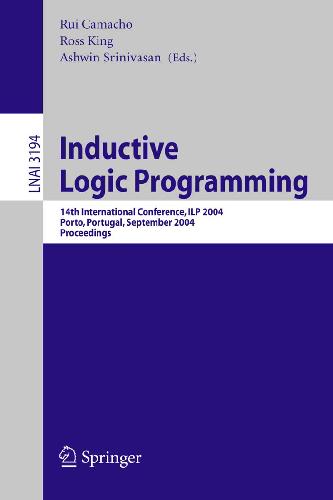 Rui Camacho
Ross King
Ashwin Srinivasan (Eds.)
LNAI 3194
Inductive
Logic Programming
14th International Conference, ILP 2004
Porto, Portugal, September 2004
Proceedings
Springer